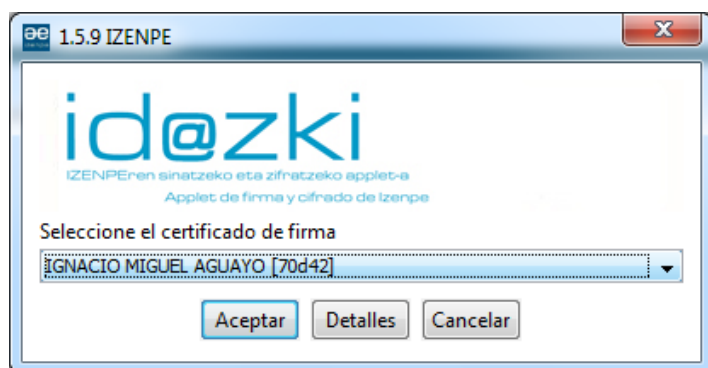 1.5.9 IZENPE
id@zki
IZENPEren sinatzeko eta zifratzeko applet-a
Applet de firma y cifrado de Izenpe
Seleccione el certificado de firma
IGNACIO MIGUEL AGUAYO [70d42]
Aceptar Detalles Cancelar